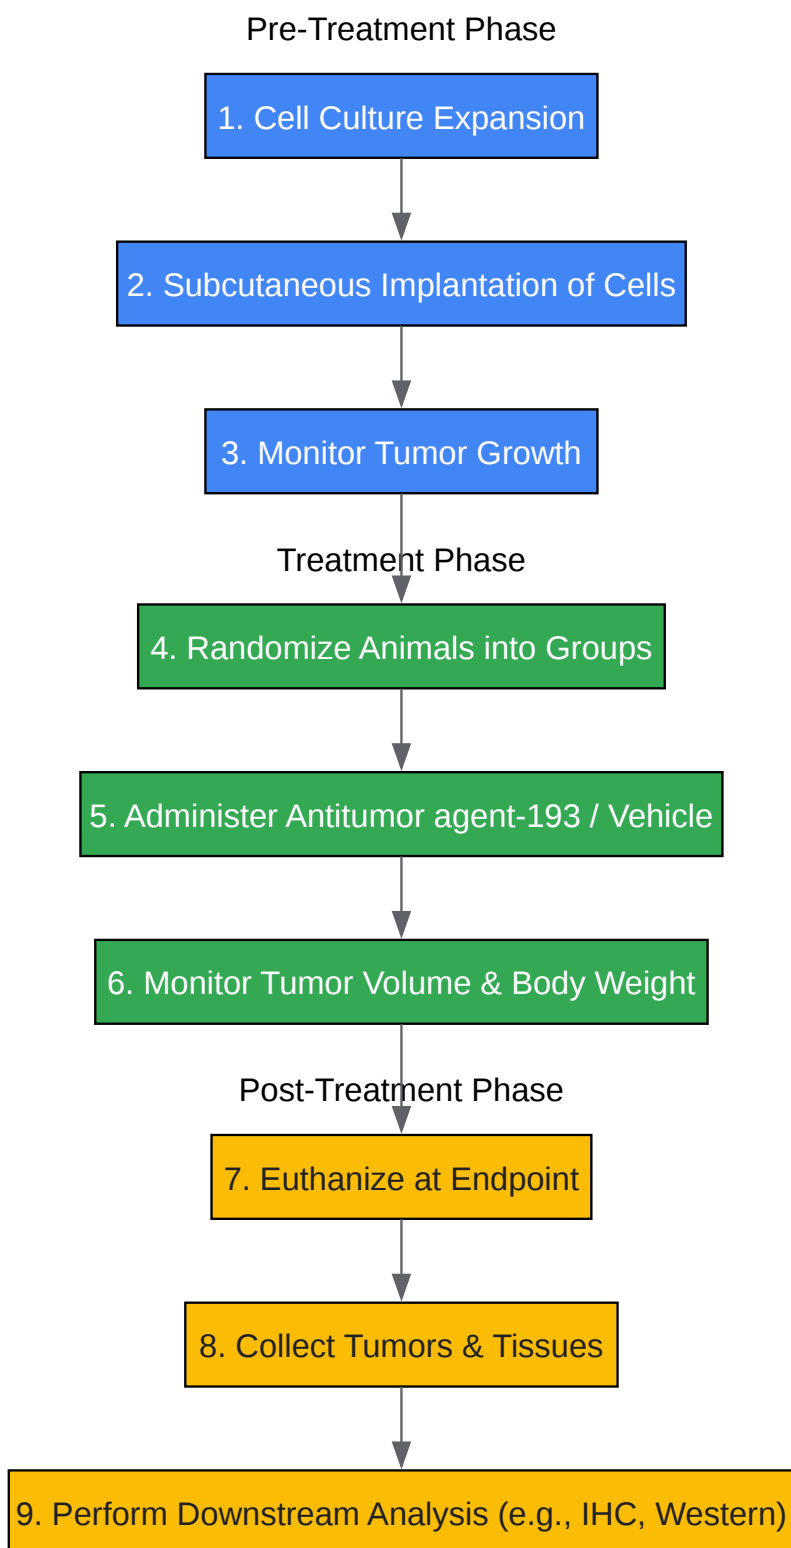 Pre-Treatment Phase
1. Cell Culture Expansion
2. Subcutaneous Implantation of Cells
3. Monitor Tumor Growth
Treatment Phase
4. Randomize Animals into Groups
5. Administer Antitumor agent-193 / Vehicle
6. Monitor Tumor Volume & Body Weight
Post-Treatment Phase
7. Euthanize at Endpoint
8. Collect Tumors & Tissues
9. Perform Downstream Analysis (e.g., IHC, Western)